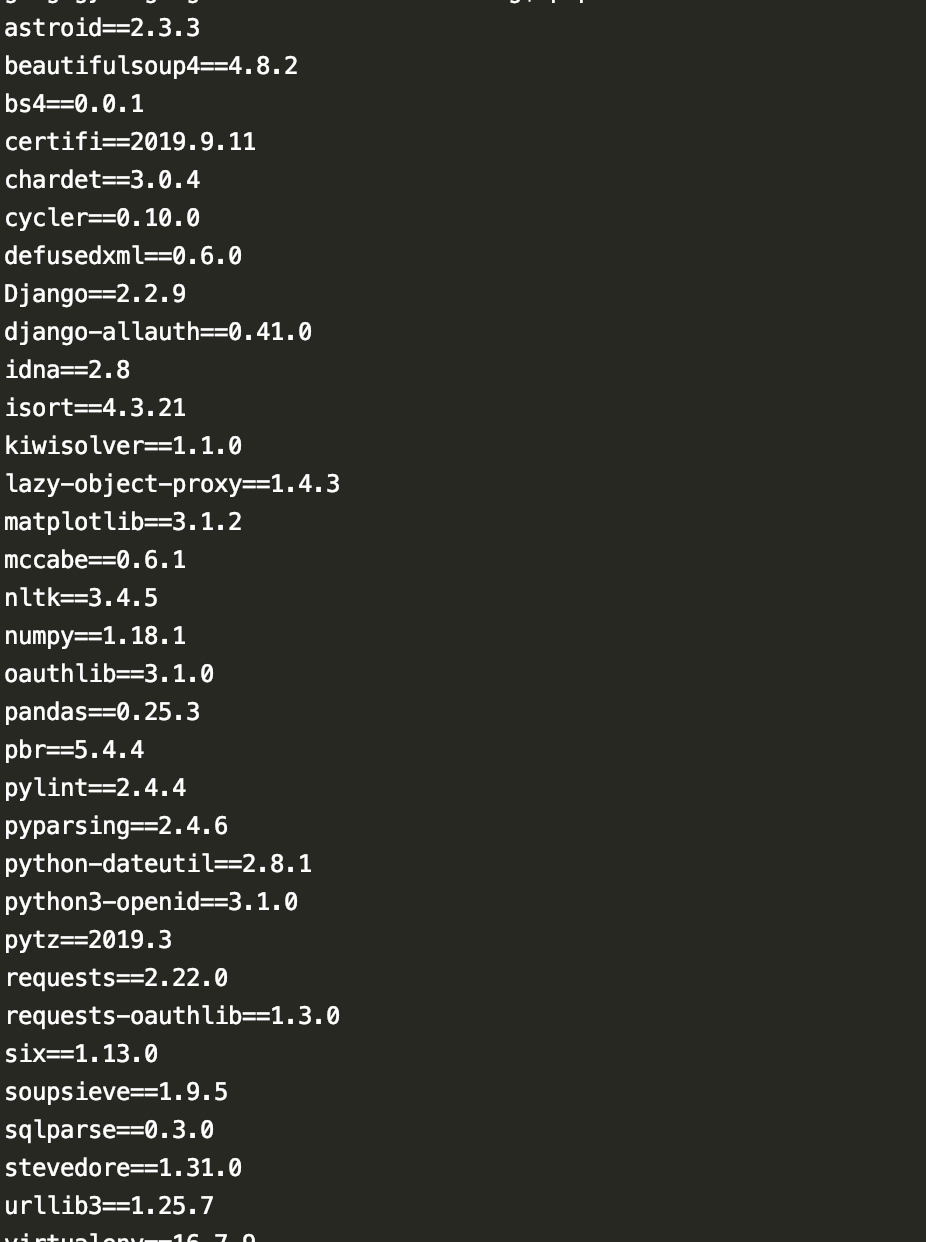 astroid==2.3.3
beautifulsoup4==4.8.2
bs4==0.0.1
certifi==2019.9.11
chardet==3.0.4
cycler==0.10.0
defusedxml==0.6.0
Django==2.2.9
django-allauth==0.41.0
idna==2.8
isort==4.3.21
kiwisolver==1.1.0
lazy-object-proxy==1.4.3
matplotlib==3.1.2
mccabe==0.6.1
nltk==3.4.5
numpy==1.18.1
oauthlib==3.1.0
pandas==0.25.3
pbr==5.4.4
pylint==2.4.4
pyparsing==2.4.6
python-dateutil==2.8.1
python3-openid==3.1.0
pytz==2019.3
requests==2.22.0
requests-oauthlib==1.3.0
six==1.13.0
soupsieve==1.9.5
sqlparse==0.3.0
stevedore==1.31.0
urllib3==1.25.7
virtualenv==16.7.9